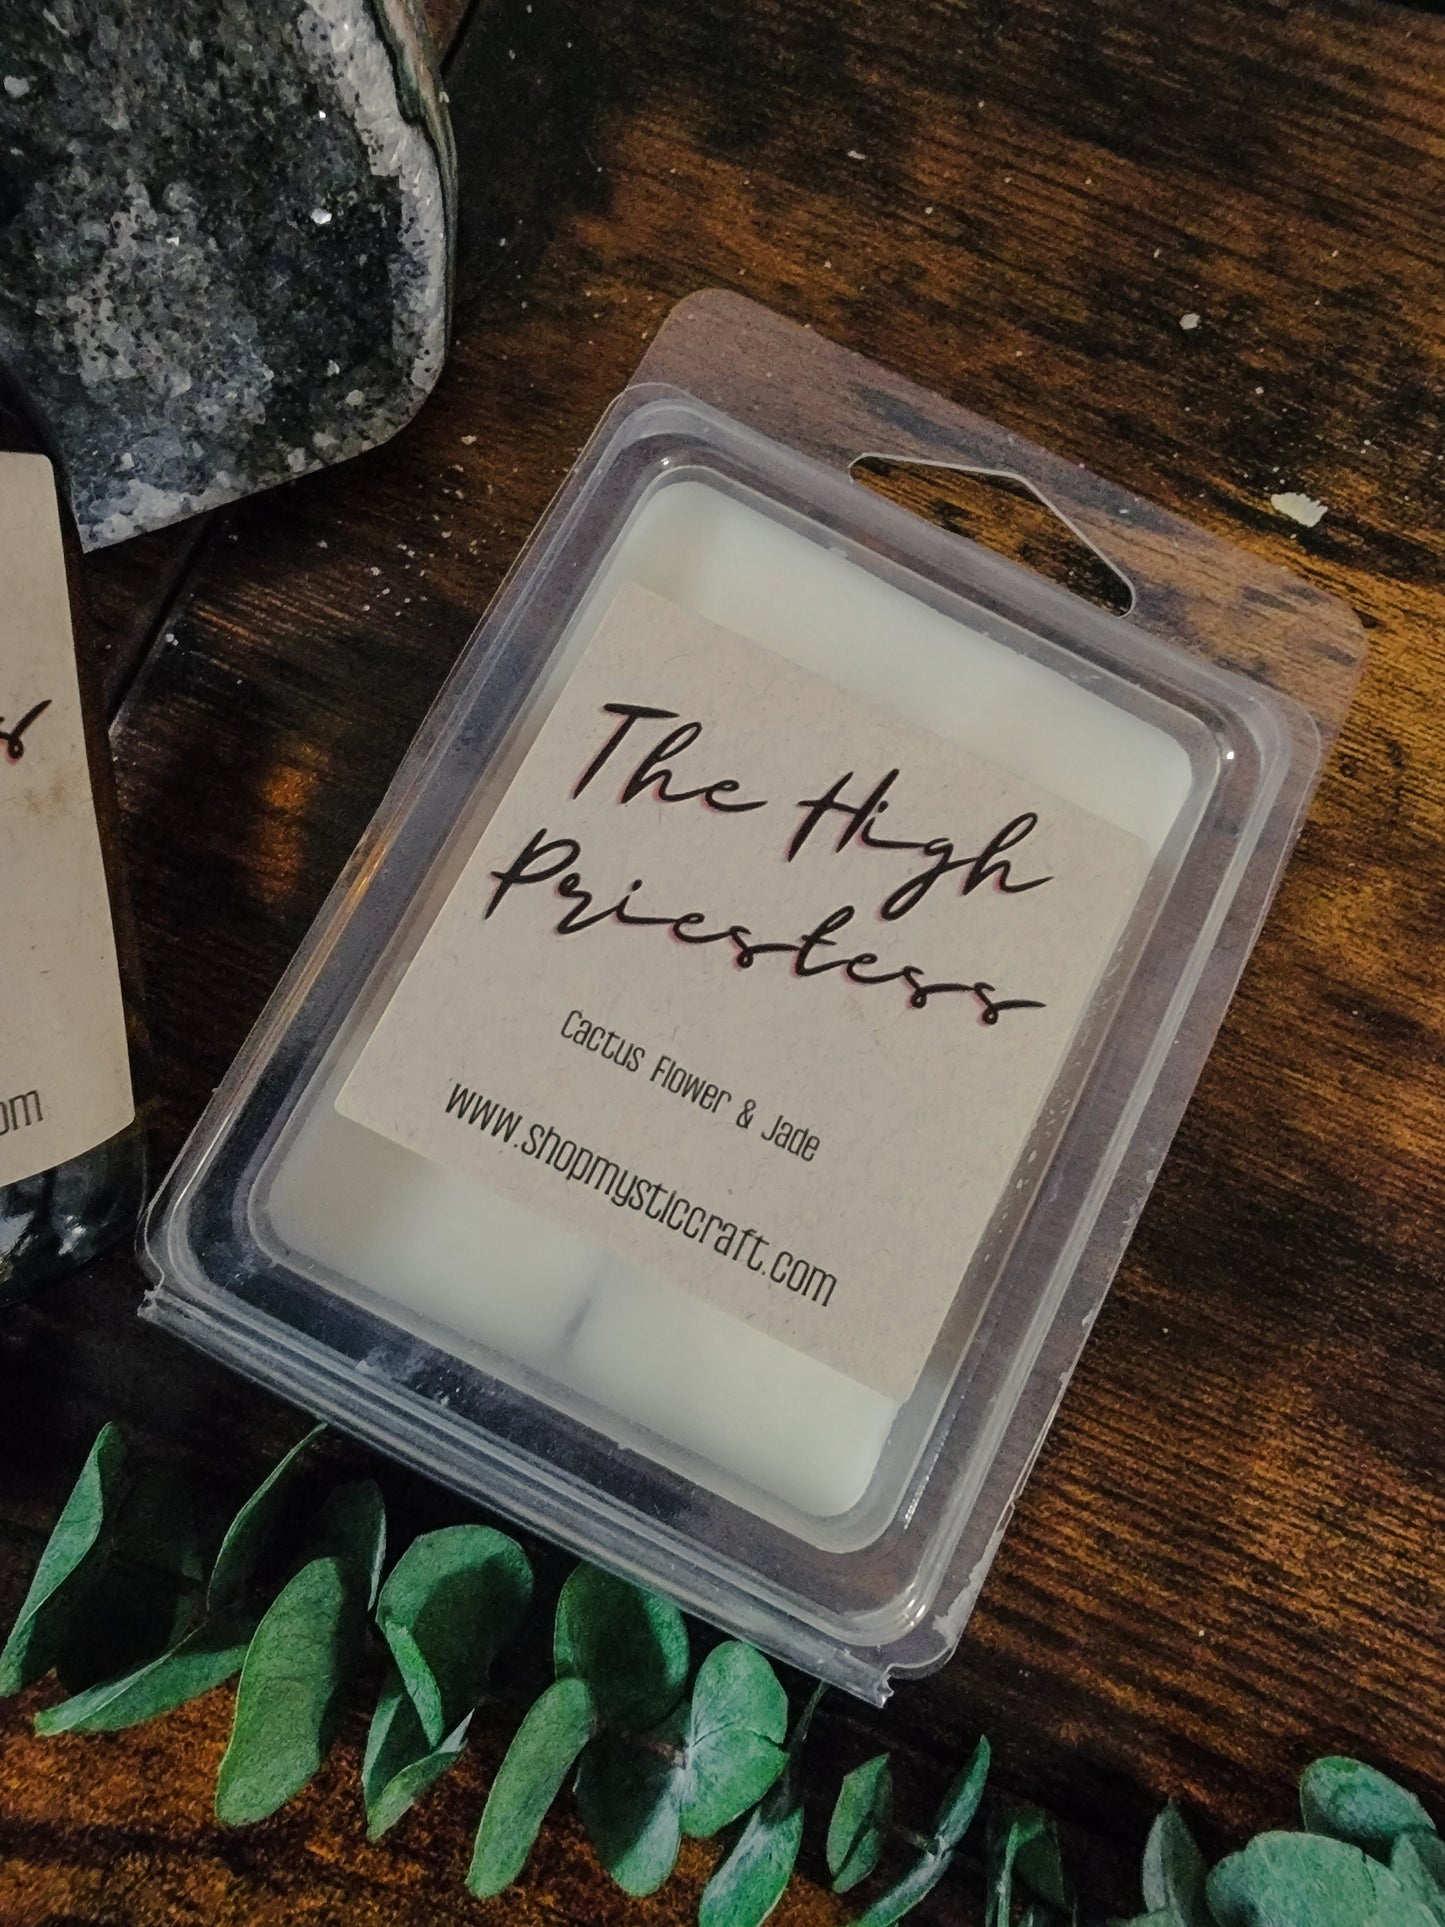 The High
Priestess
Cactus Flower & Jade
www.shopmysticcraft.com
s
om